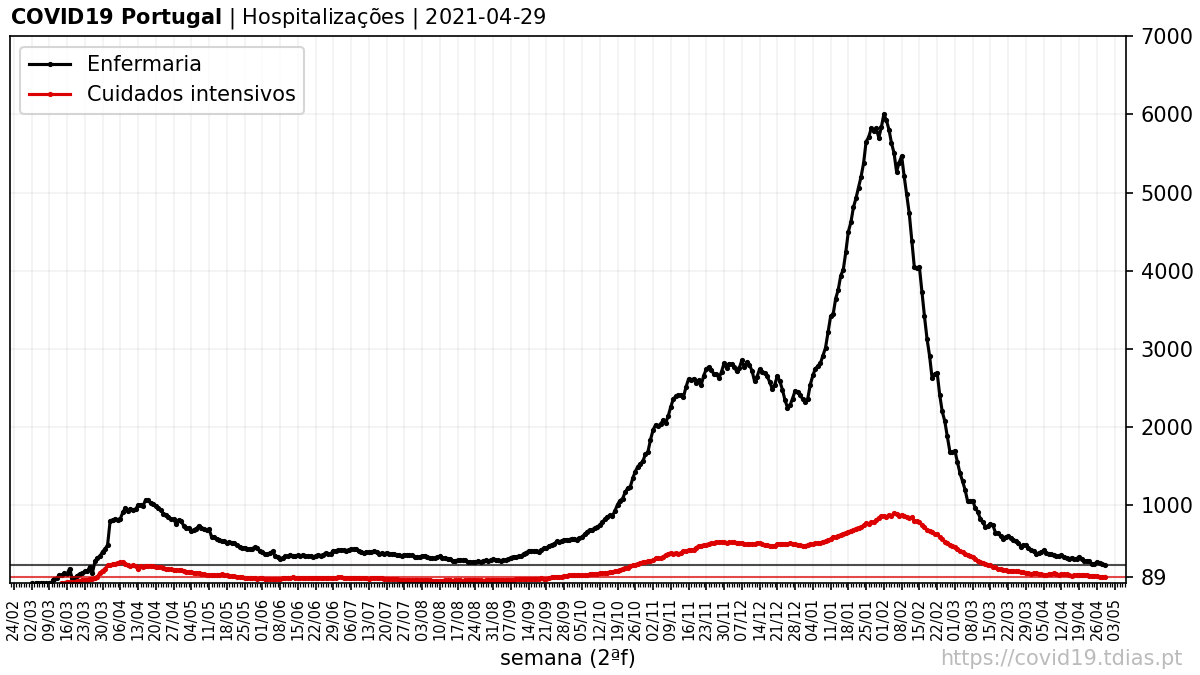 COVID19 Portugal | Hospitalizações | 2021-04-29
Enfermaria
Cuidados intensivos
7000
6000
5000
4000
3000
2000
1000
89
24/02 02/03 09/03 16/03 23/03 30/03 06/04 13/04 20/04 27/04 04/05 11/05 18/05 25/05 01/06 08/06 15/06 22/06 29/06 06/07 13/07 20/07 27/07 03/08 10/08 17/08 24/08 31/08 07/09 14/09 21/09 28/09 05/10 12/10 19/10 26/10 02/11 09/11 16/11 23/11 30/11 07/12 14/12 21/12 28/12 04/01 11/01 18/01 25/01 01/02 08/02 15/02 22/02 01/03 08/03 15/03 22/03 29/03 05/04 12/04 19/04 26/04 03/05
semana (2ªf)
https://covid19.tdias.pt